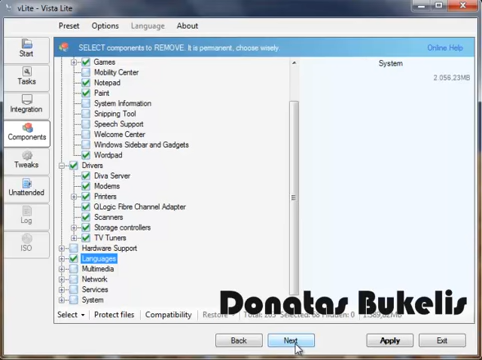 vLite - Vista Lite
Preset
Options
Language
About
SELECT components to REMOVE. It is permanent, choose wisely.
Online Help
Start
Tasks
Integration
Components
Tweaks
Unattended
Log
ISO
Games
Mobility Center
Notepad
Paint
System Information
Snipping Tool
Speech Support
Welcome Center
Windows Sidebar and Gadgets
Wordpad
Drivers
Diva Server
Modems
Printers
QLogic Fibre Channel Adapter
Scanners
Storage controllers
TV Tuners
Hardware Support
Languages
Multimedia
Network
Services
System
System
2 056,23MB
Select
Protect files
Compatibility
Restore
Donatas Bukelis
Back
Next
Apply
Exit